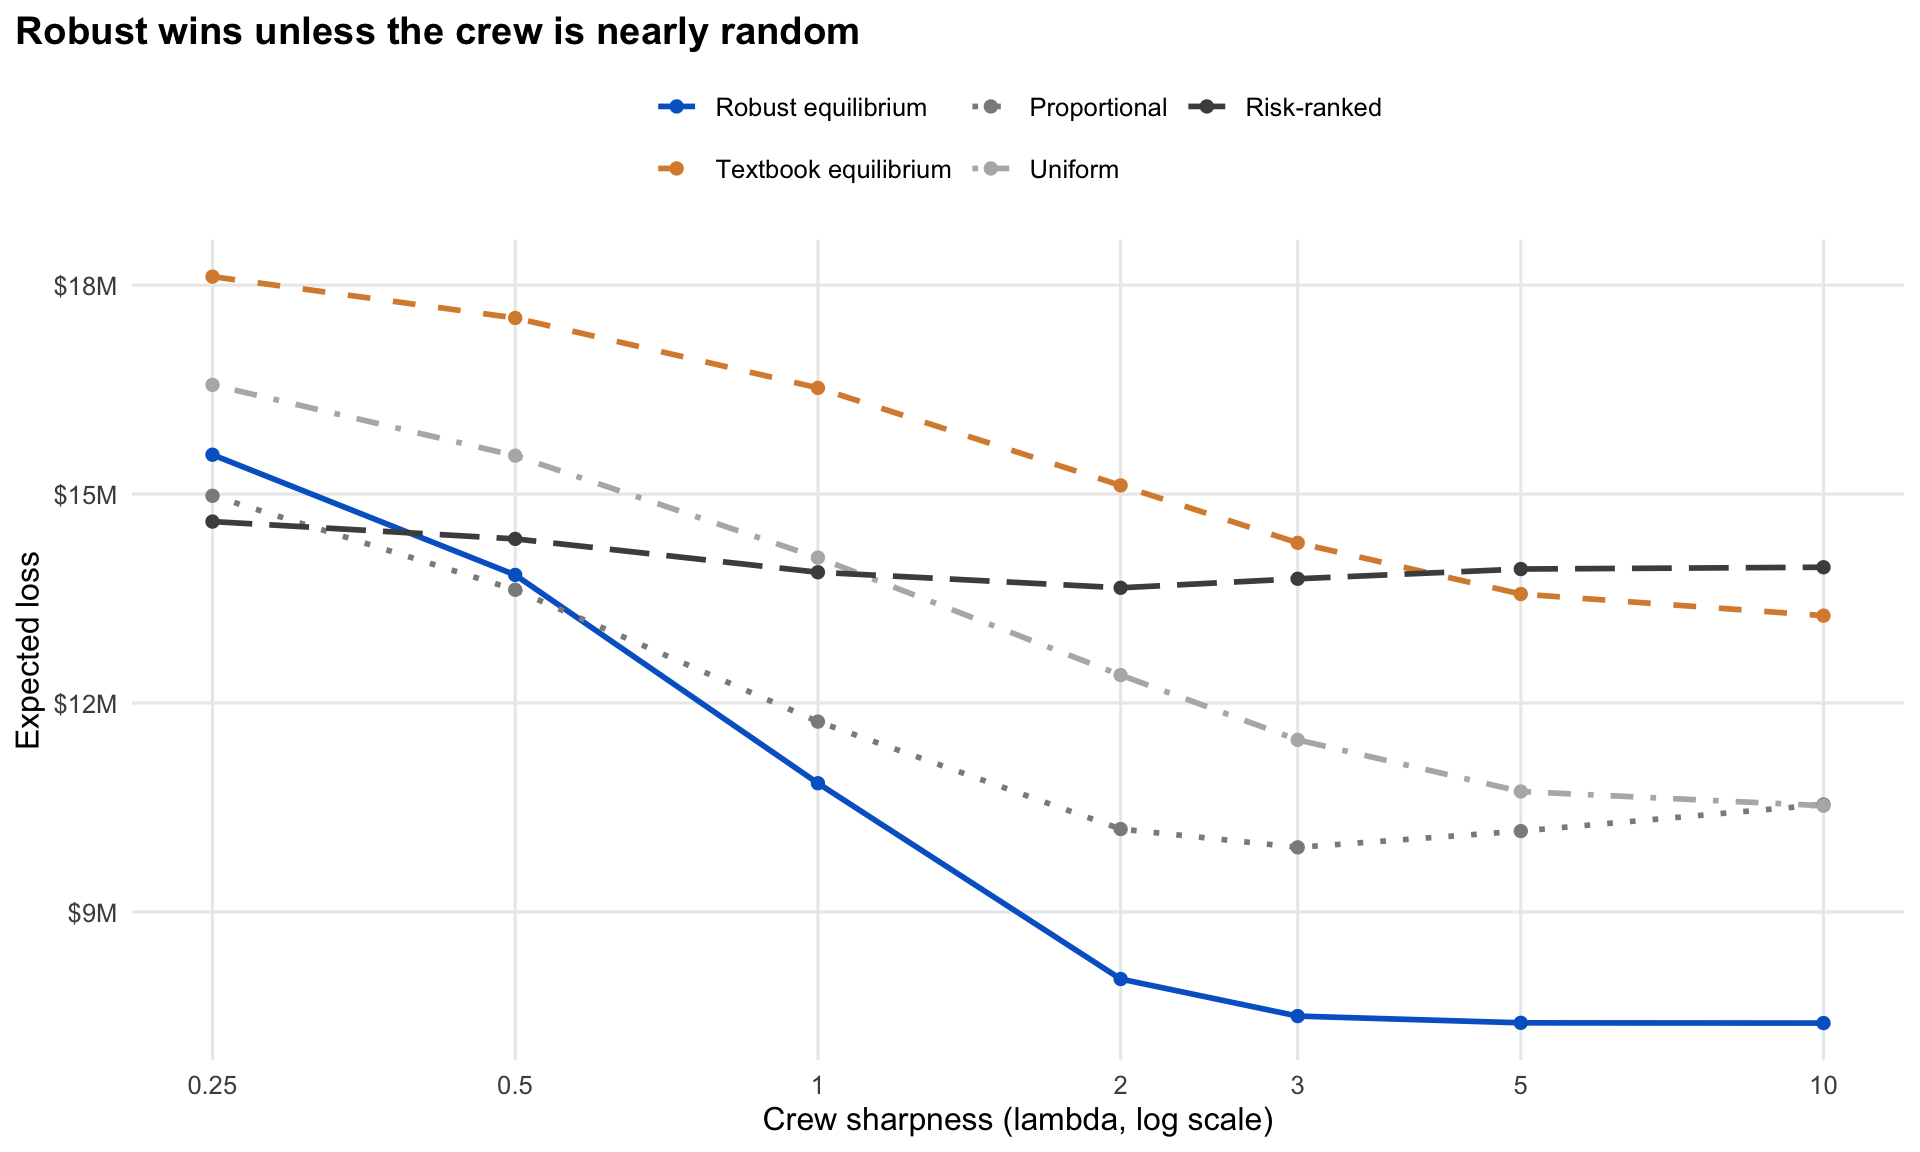 Robust wins unless the crew is nearly random
Robust equilibrium
Proportional
Risk-ranked
Textbook equilibrium
Uniform
Expected loss
$18M
$15M
$12M
$9M
0.25
0.5
1
2
3
5
10
Crew sharpness (lambda, log scale)